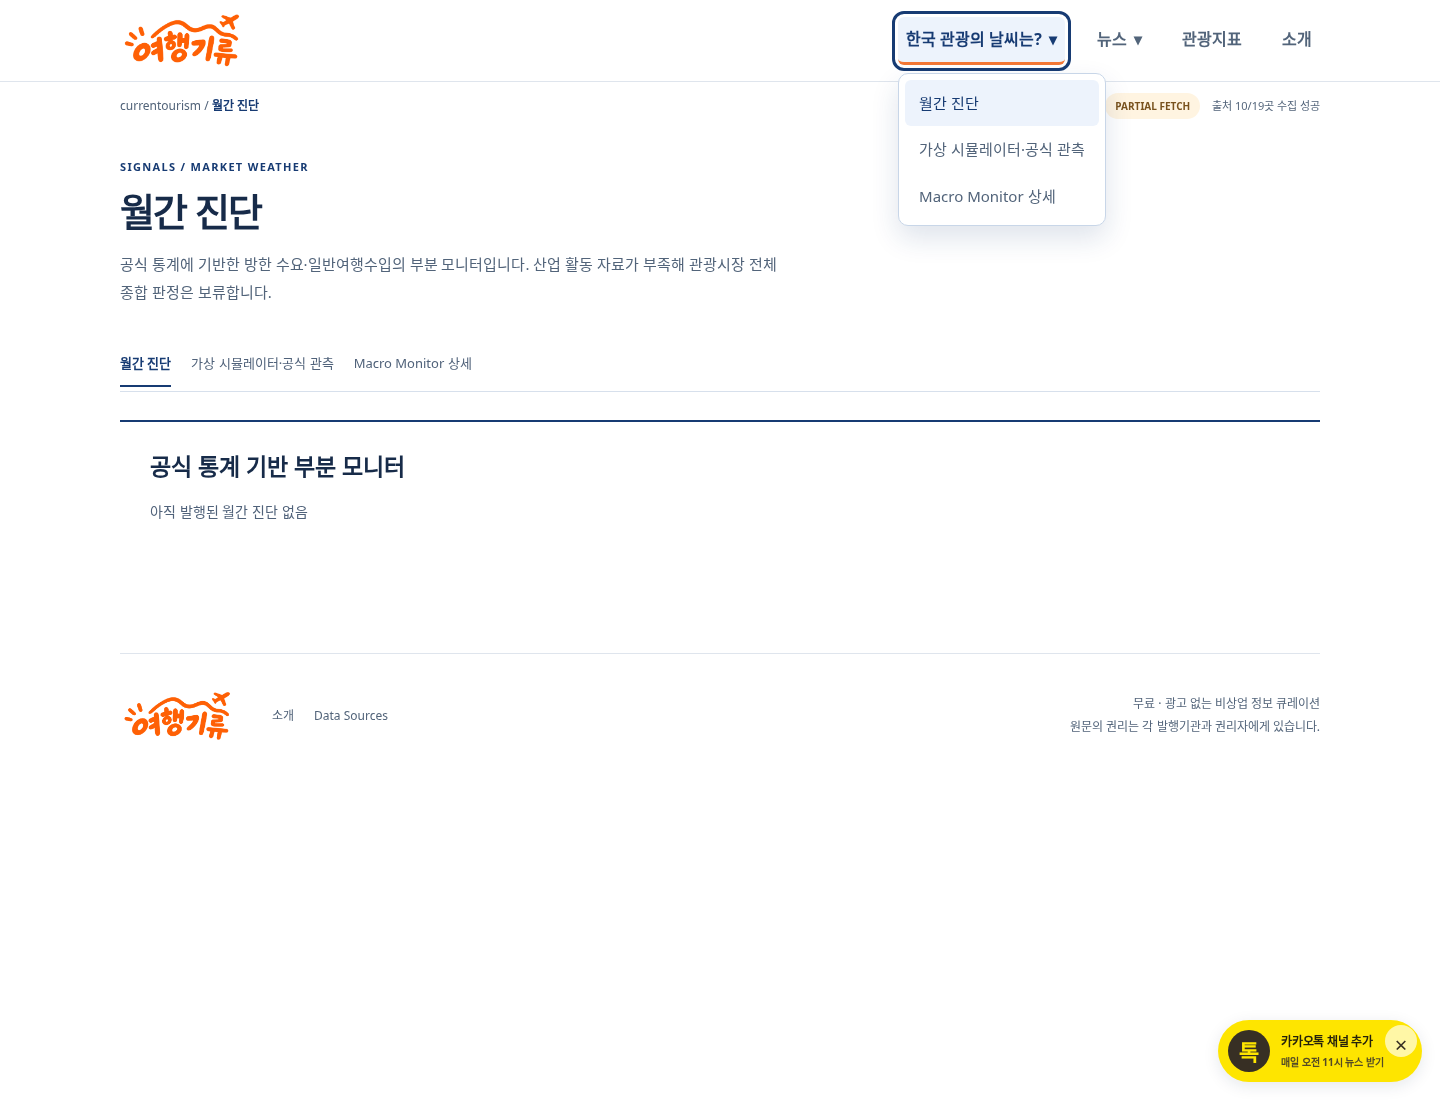 여행기류
한국 관광의 날씨는? ▾
뉴스 ▾
관광지표
소개
currentourism / 월간 진단
PARTIAL FETCH
출처 10/19곳 수집 성공
월간 진단
가상 시뮬레이터·공식 관측
Macro Monitor 상세
SIGNALS / MARKET WEATHER
월간 진단
공식 통계에 기반한 방한 수요·일반여행수입의 부분 모니터입니다. 산업 활동 자료가 부족해 관광시장 전체
종합 판정은 보류합니다.
월간 진단
가상 시뮬레이터·공식 관측
Macro Monitor 상세
공식 통계 기반 부분 모니터
아직 발행된 월간 진단 없음
여행기류
소개
Data Sources
무료 · 광고 없는 비상업 정보 큐레이션
원문의 권리는 각 발행기관과 권리자에게 있습니다.
톡
카카오톡 채널 추가
매일 오전 11시 뉴스 받기
×